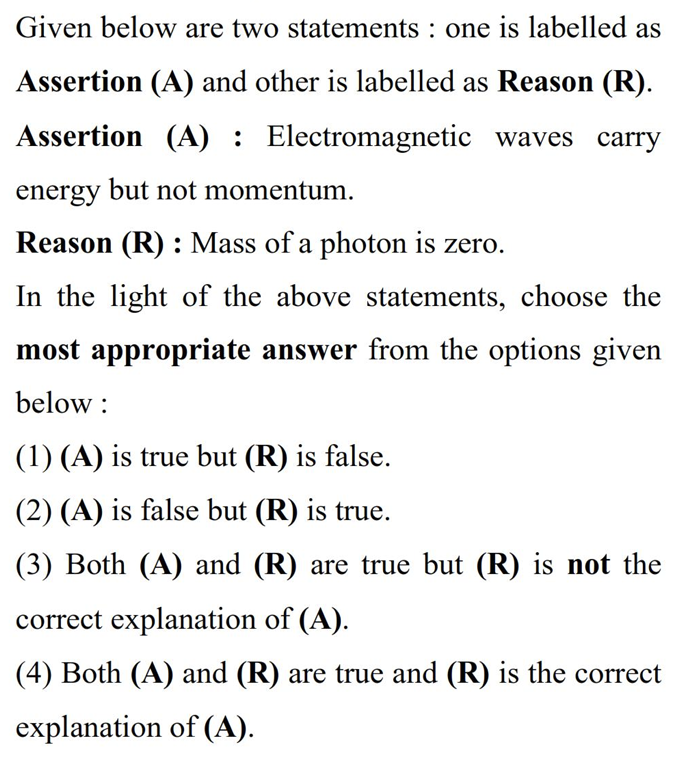 Given below are two statements : one is labelled as
Assertion (A) and other is labelled as Reason (R).
Assertion (A) : Electromagnetic waves carry
energy but not momentum.
Reason (R) : Mass of a photon is zero.
In the light of the above statements, choose the
most appropriate answer from the options given
below :
(1) (A) is true but (R) is false.
(2) (A) is false but (R) is true.
(3) Both (A) and (R) are true but (R) is not the
correct explanation of (A).
(4) Both (A) and (R) are true and (R) is the correct
explanation of (A).